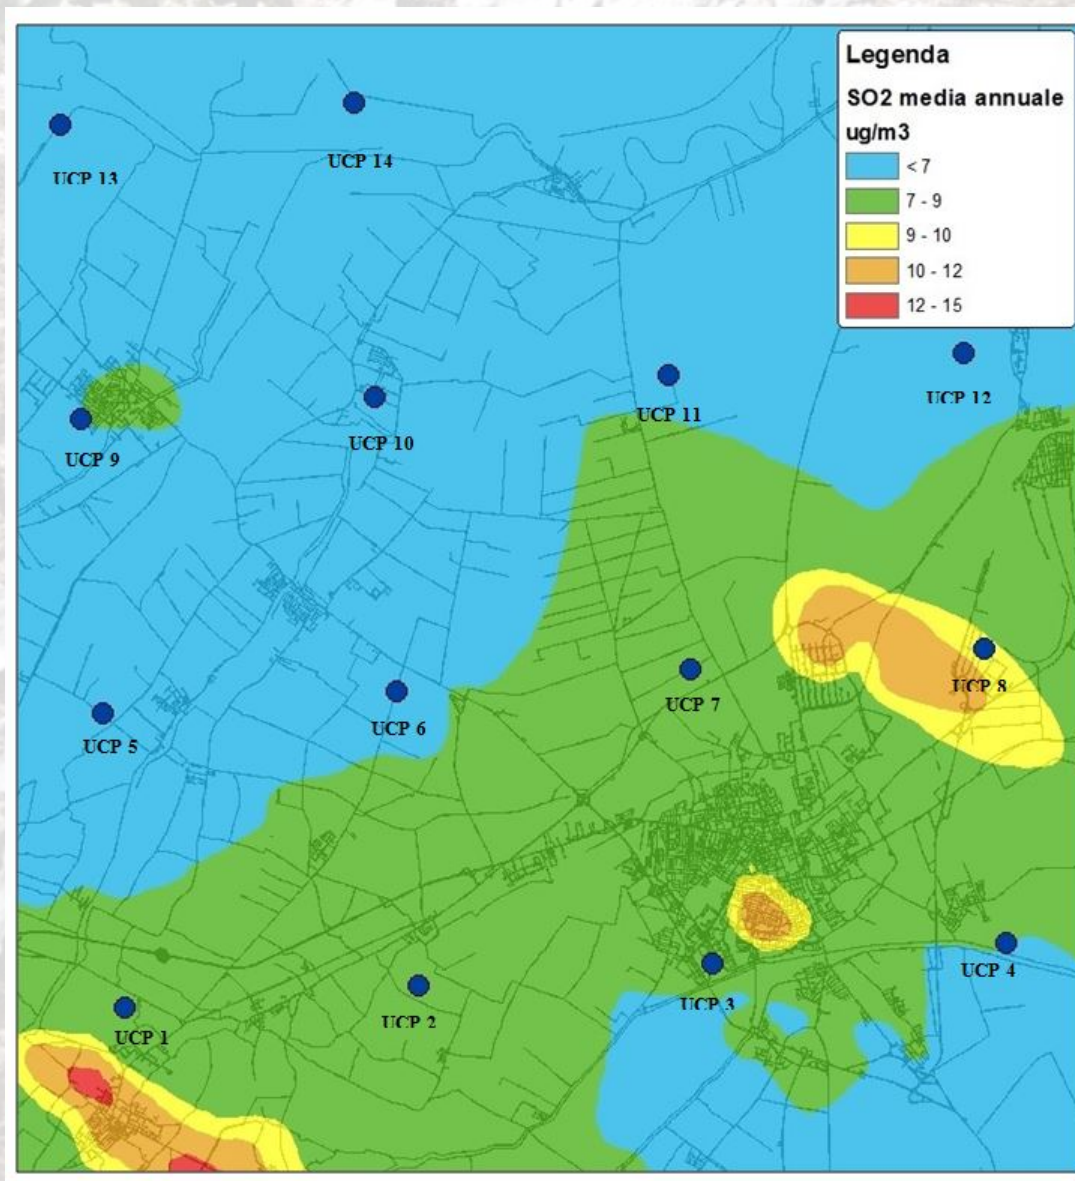 Legenda
SO2 media annuale
ug/m3
< 7
7 - 9
9 - 10
10 - 12
12 - 15
UCP 13
UCP 14
UCP 12
UCP 11
UCP 10
UCP 9
UCP 8
UCP 7
UCP 6
UCP 5
UCP 4
UCP 3
UCP 2
UCP 1